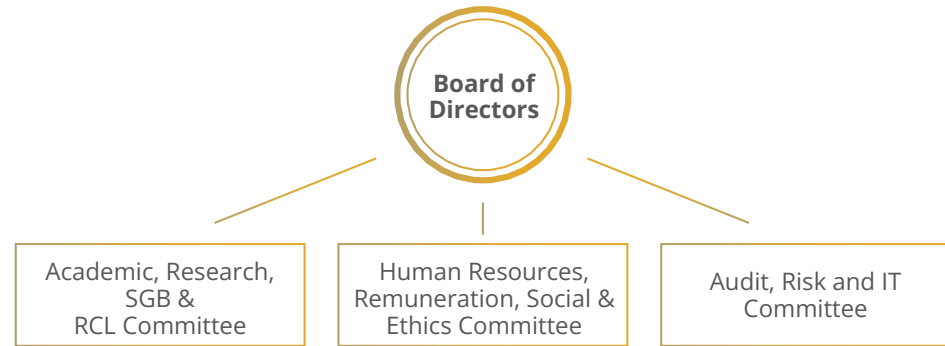 Board of
Directors
Academic, Research,
SGB &
RCL Committee
Human Resources,
Remuneration, Social &
Ethics Committee
Audit, Risk and IT
Committee